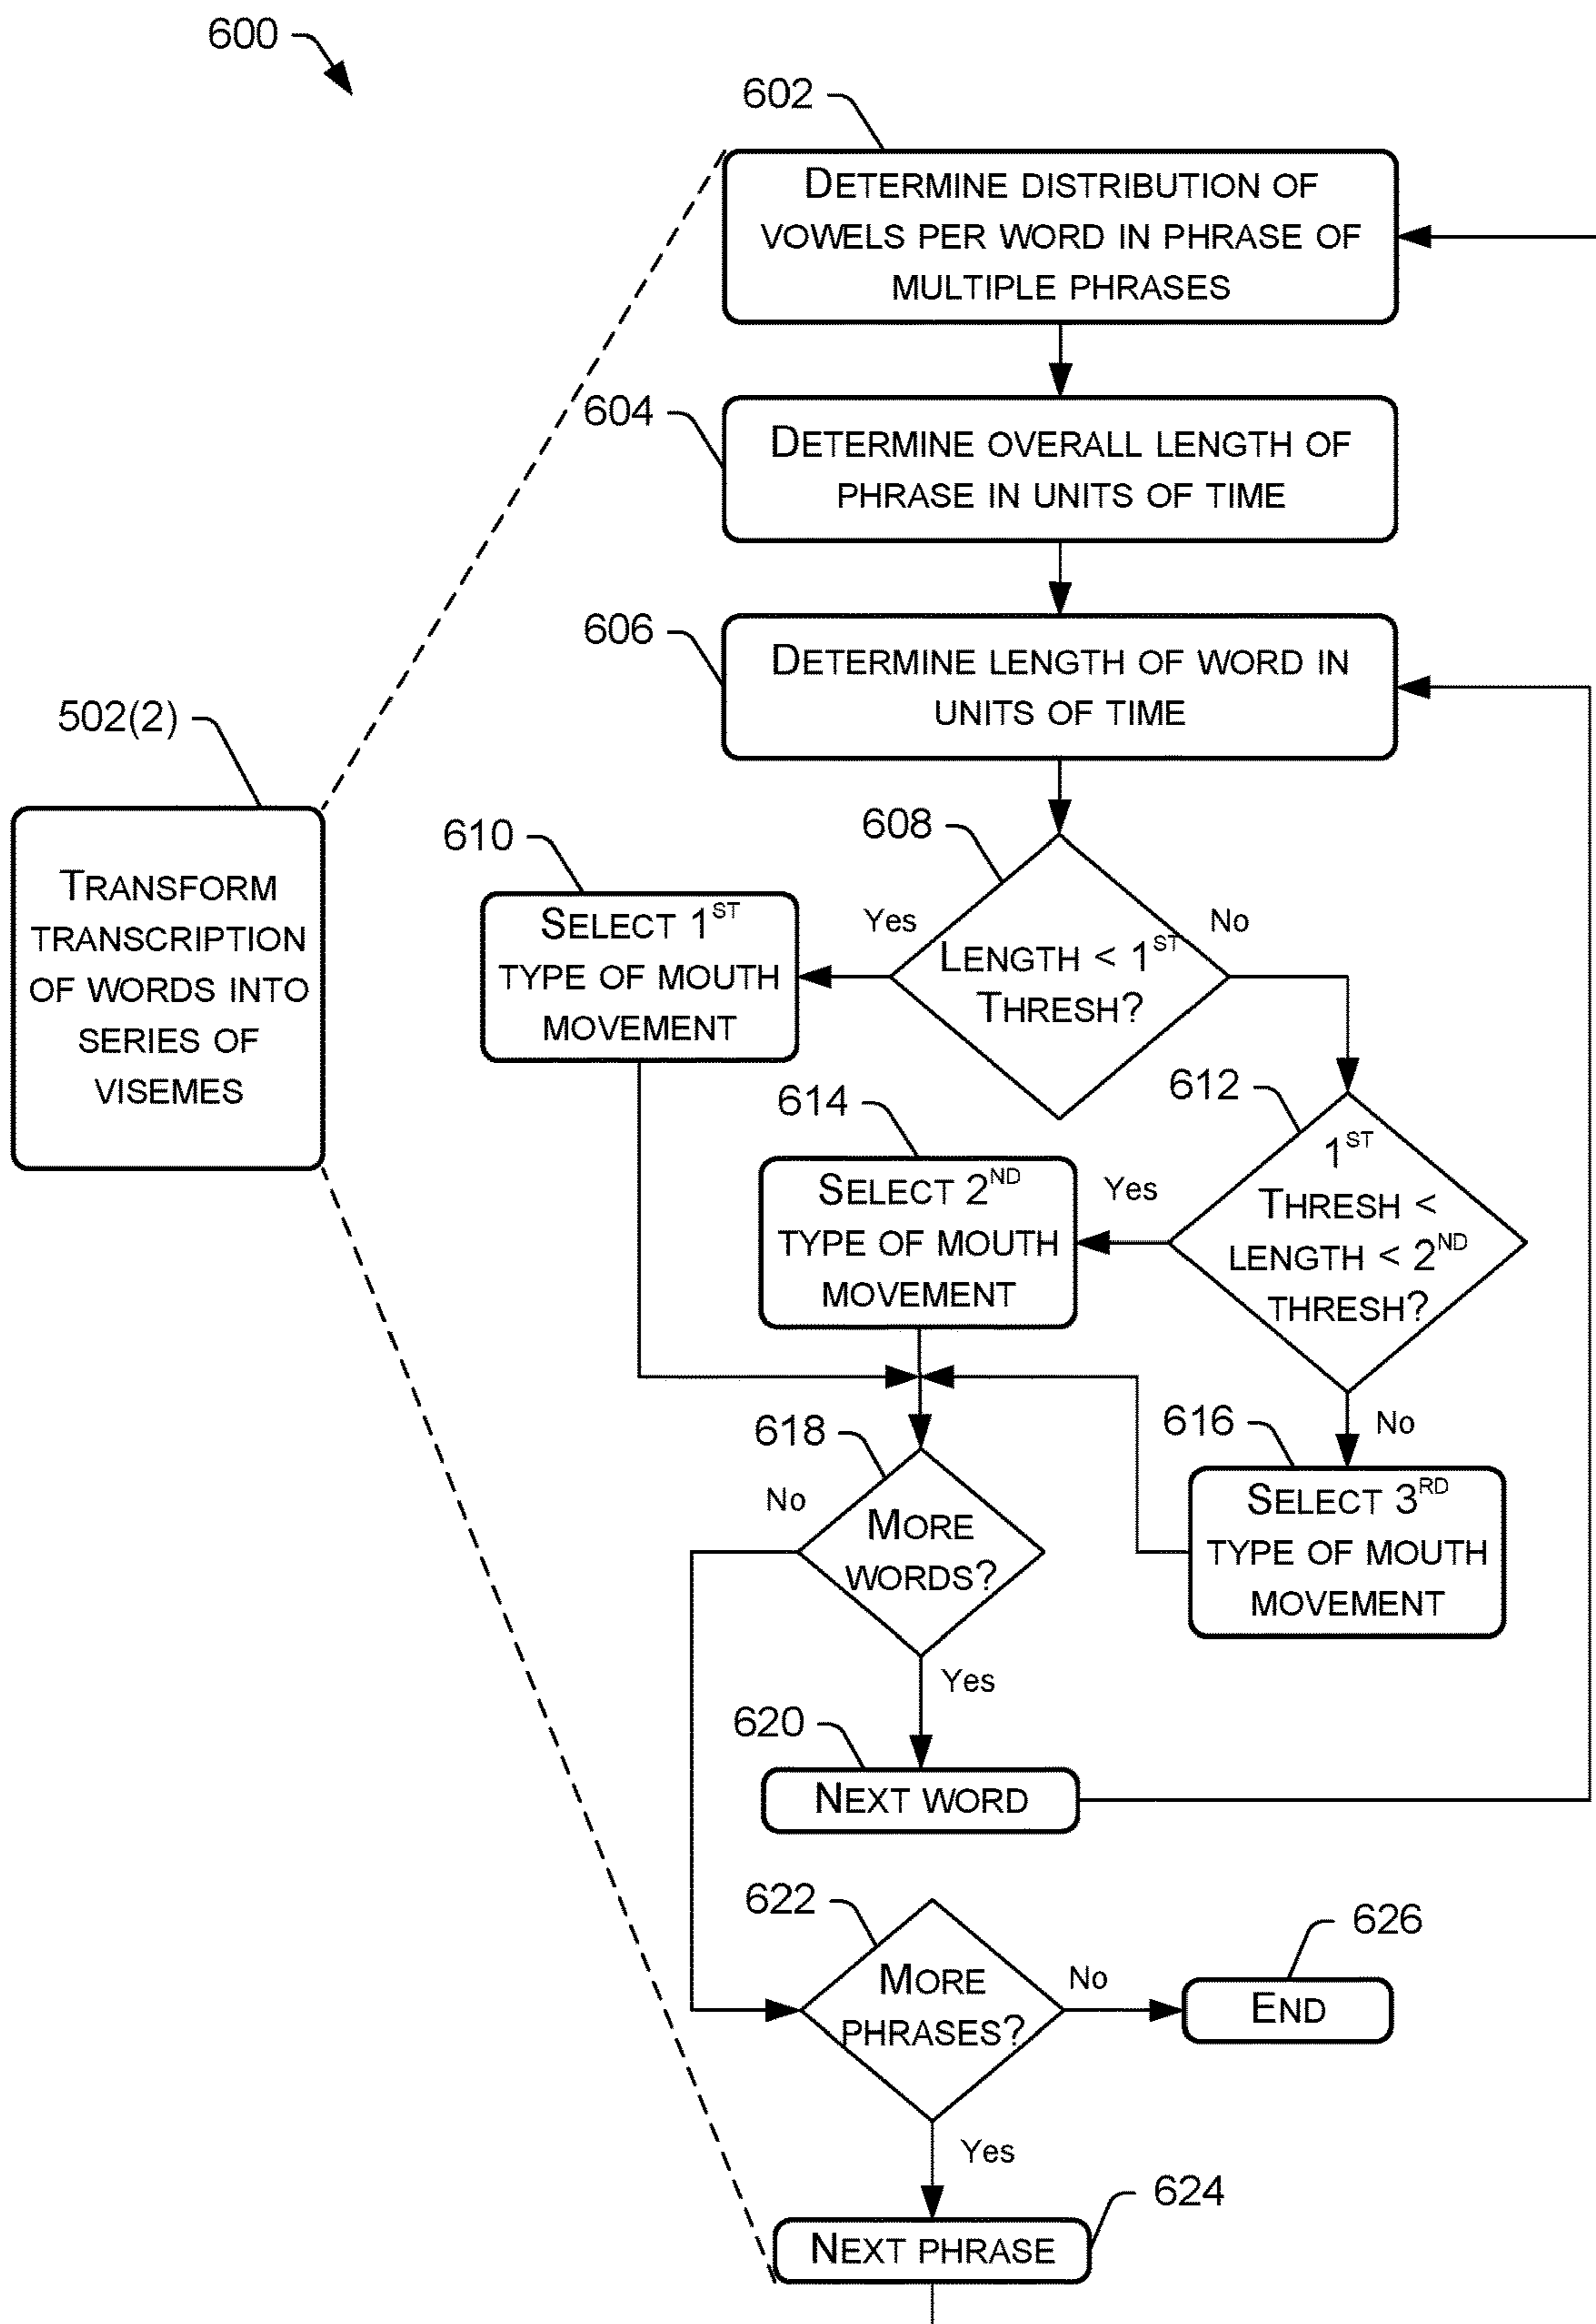 600
602
DETERMINE DISTRIBUTION OF
VOWELS PER WORD IN PHRASE OF
MULTIPLE PHRASES
604
DETERMINE OVERALL LENGTH OF
PHRASE IN UNITS OF TIME
606
DETERMINE LENGTH OF WORD IN
UNITS OF TIME
502(2)
TRANSFORM
TRANSCRIPTION
OF WORDS INTO
SERIES OF
VISEMES
608
LENGTH < 1ST
THRESH?
Yes
No
610
SELECT 1ST
TYPE OF MOUTH
MOVEMENT
612
1ST
THRESH <
LENGTH < 2ND
THRESH?
Yes
No
614
SELECT 2ND
TYPE OF MOUTH
MOVEMENT
616
SELECT 3RD
TYPE OF MOUTH
MOVEMENT
618
MORE
WORDS?
No
Yes
620
NEXT WORD
622
MORE
PHRASES?
No
626
END
Yes
624
NEXT PHRASE